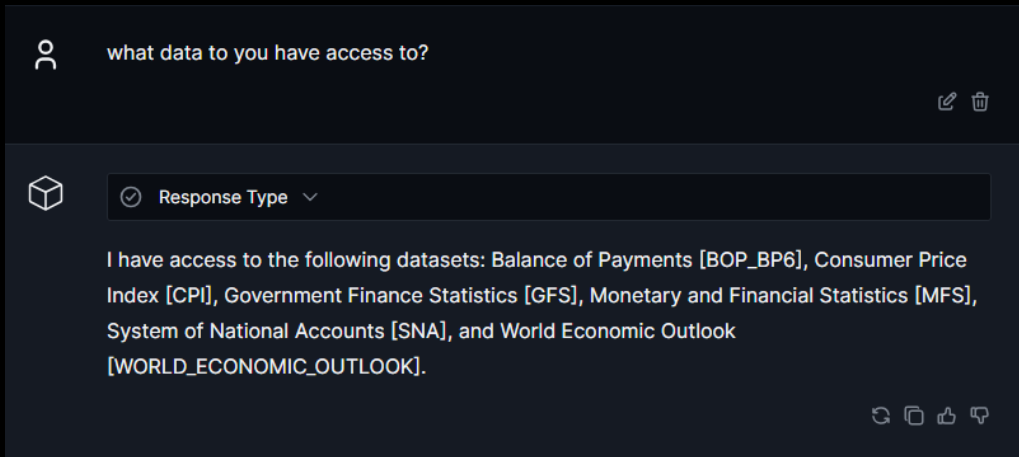 what data to you have access to?
Response Type
I have access to the following datasets: Balance of Payments [BOP_BP6], Consumer Price
Index [CPI], Government Finance Statistics [GFS], Monetary and Financial Statistics [MFS],
System of National Accounts [SNA], and World Economic Outlook
[WORLD_ECONOMIC_OUTLOOK].